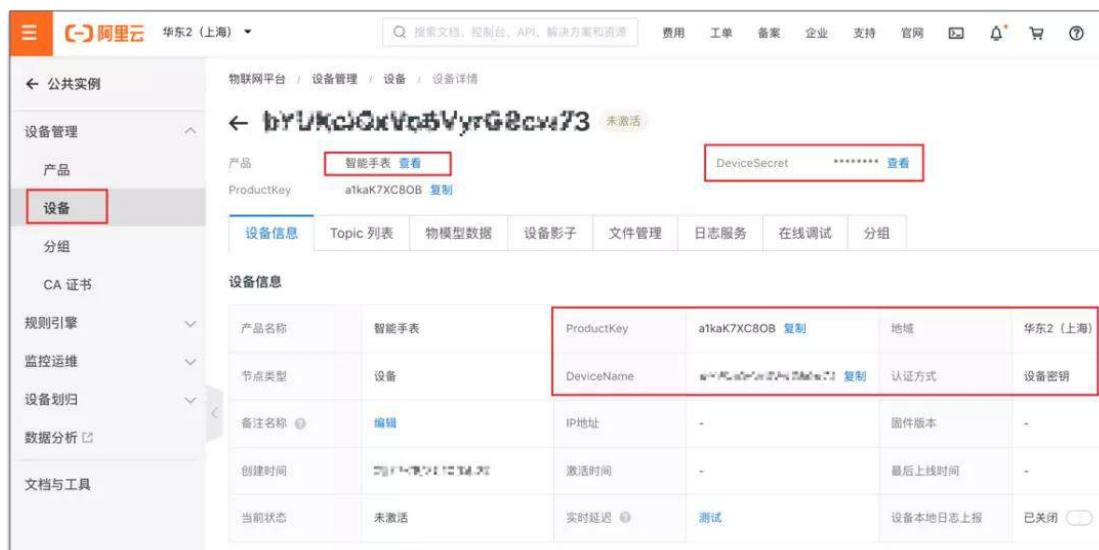 阿里云 华东2（上海） 搜索文档、控制台、API、解决方案和资源 费用 工单 备案 企业 支持 官网
公共实例
设备管理
产品
设备
分组
CA 证书
规则引擎
监控运维
设备划归
数据分析
文档与工具
物联网平台 / 设备管理 / 设备 / 设备详情
未激活
产品 智能手表 查看 DeviceSecret ******** 查看
ProductKey a1kaK7XC8OB 复制
设备信息 Topic 列表 物模型数据 设备影子 文件管理 日志服务 在线调试 分组
设备信息
产品名称 智能手表 ProductKey a1kaK7XC8OB 复制 地域 华东2（上海）
节点类型 设备 DeviceName 复制 认证方式 设备密钥
备注名称 编辑 IP地址 - 固件版本 -
创建时间 激活时间 - 最后上线时间 -
当前状态 未激活 实时延迟 测试 设备本地日志上报 已关闭